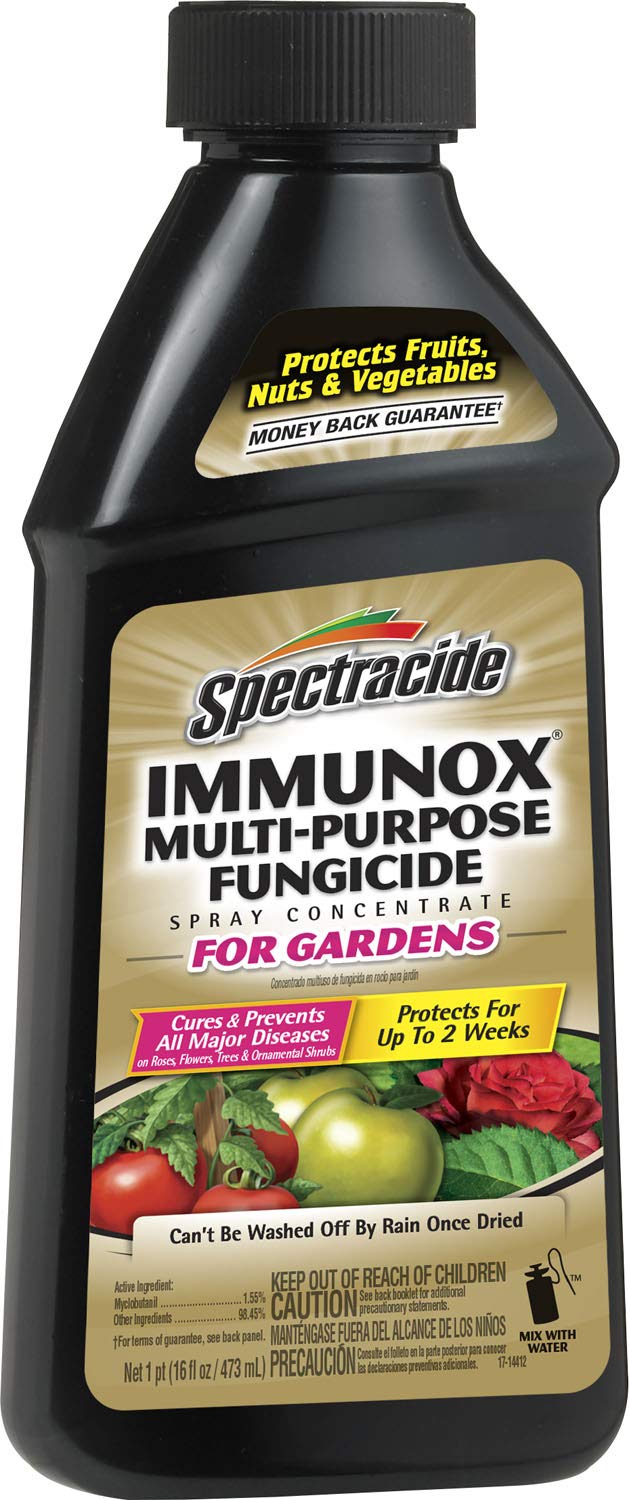 Protects Fruits,
Nuts & Vegetables
MONEY BACK GUARANTEE†
Spectracide
IMMUNOX®
MULTI-PURPOSE
FUNGICIDE
SPRAY CONCENTRATE
FOR GARDENS
Concentrado multiuso de fungicida en rocío para jardín
Cures & Prevents
All Major Diseases
on Roses, Flowers, Trees & Ornamental Shrubs
Protects For
Up To 2 Weeks
Can't Be Washed Off By Rain Once Dried
Active Ingredient:
Myclobutanil ........................ 1.55%
Other Ingredients .................... 98.45%
†For terms of guarantee, see back panel.
Net 1 pt (16 fl oz / 473 mL)
KEEP OUT OF REACH OF CHILDREN
CAUTION See back booklet for additional
precautionary statements.
MANTÉNGASE FUERA DEL ALCANCE DE LOS NIÑOS
PRECAUCIÓN Consulte el folleto en la parte posterior para conocer
las declaraciones preventivas adicionales.
17-14412
TM
MIX WITH
WATER